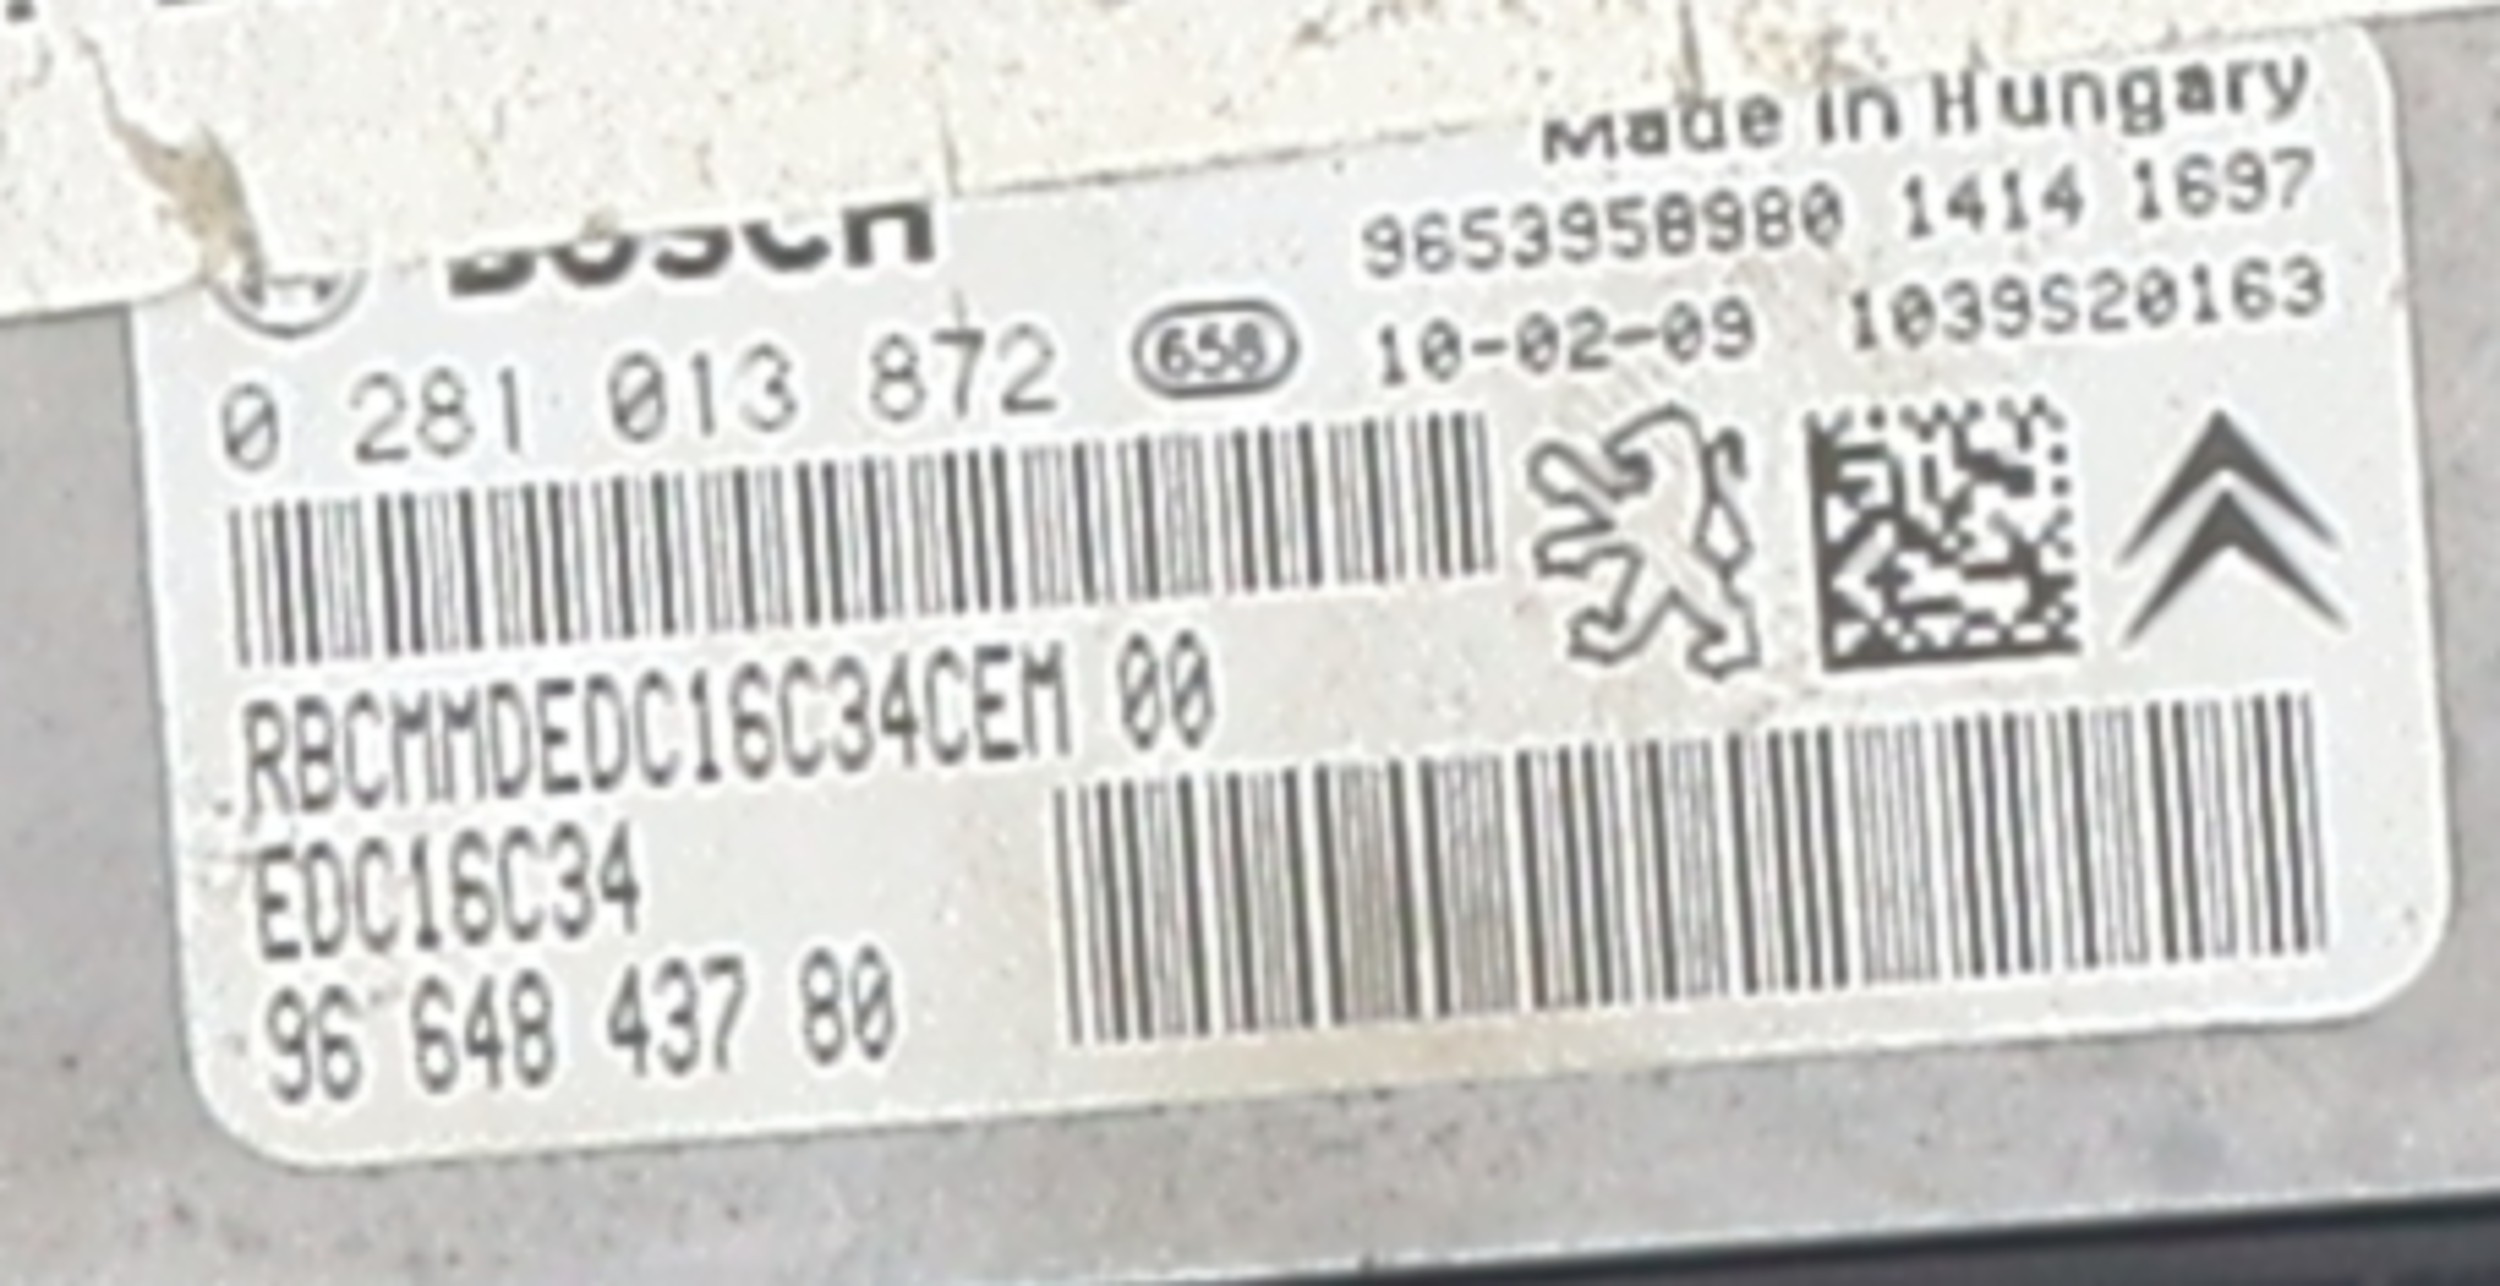 Made in Hungary
BOSCH
9653958980 1414 1697
0 281 013 872 658 10-02-09 1039S20163
RBCMMDEDC16C34CEM 00
EDC16C34
96 648 437 80